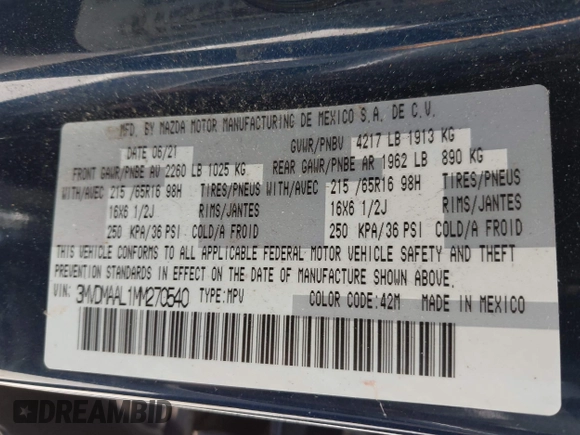 MFD. BY MAZDA MOTOR MANUFACTURING DE MEXICO S.A. DE C.V.
DATE 06/21 GVWR/PNBV 4217 LB 1913 KG
FRONT GAWR/PNBE AV 2260 LB 1025 KG REAR GAWR/PNBE AR 1962 LB 890 KG
WITH/AVEC 215 /65R16 98H TIRES/PNEUS WITH/AVEC 215 /65R16 98H TIRES/PNEUS
16X6 1/2J RIMS/JANTES 16X6 1/2J RIMS/JANTES
250 KPA/36 PSI COLD/A FROID 250 KPA/36 PSI COLD/A FROID
THIS VEHICLE CONFORMS TO ALL APPLICABLE FEDERAL MOTOR VEHICLE SAFETY AND THEFT
PREVENTION STANDARDS IN EFFECT ON THE DATE OF MANUFACTURE SHOWN ABOVE.
VIN: 3MVDMAAL1MM270540 TYPE:MPV COLOR CODE:42M MADE IN MEXICO
DREAMBID